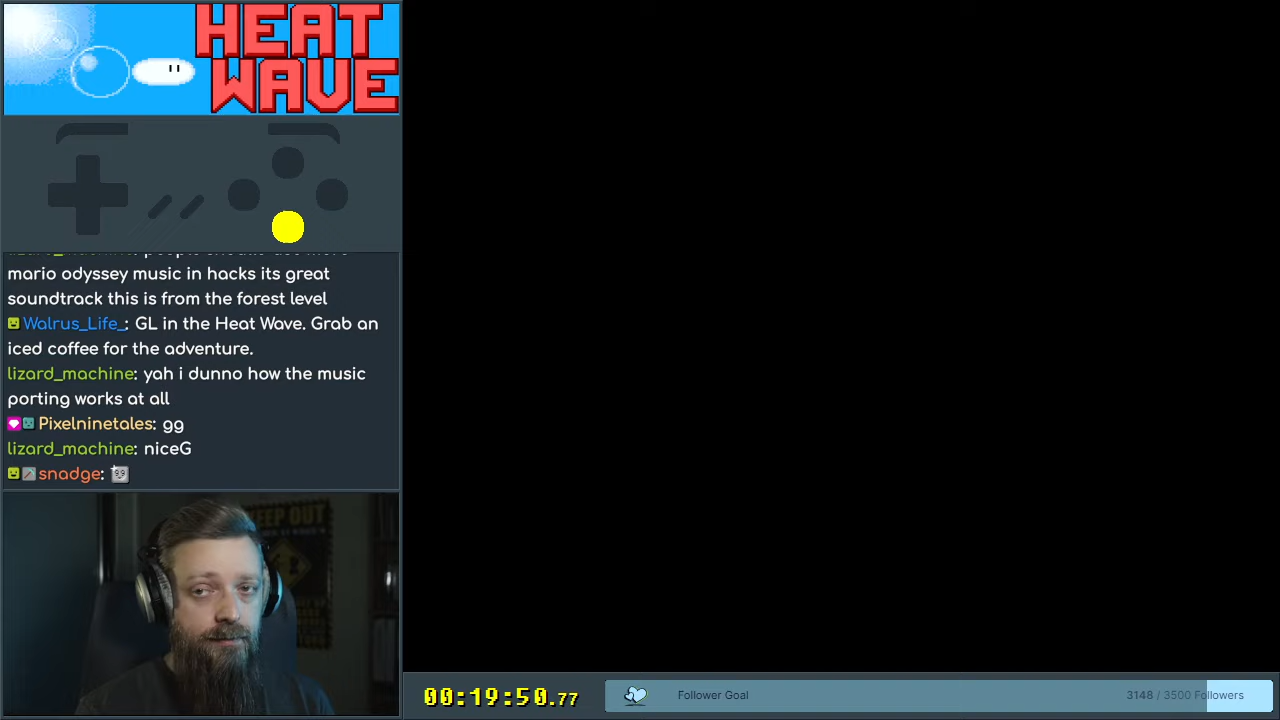 HEAT
WAVE
mario odyssey music in hacks its great
soundtrack this is from the forest level
Walrus_Life_: GL in the Heat Wave. Grab an
iced coffee for the adventure.
lizard_machine: yah i dunno how the music
porting works at all
Pixelninetales: gg
lizard_machine: niceG
snadge:
KEEP OUT
00:19:50.77
Follower Goal
3148 / 3500 Followers